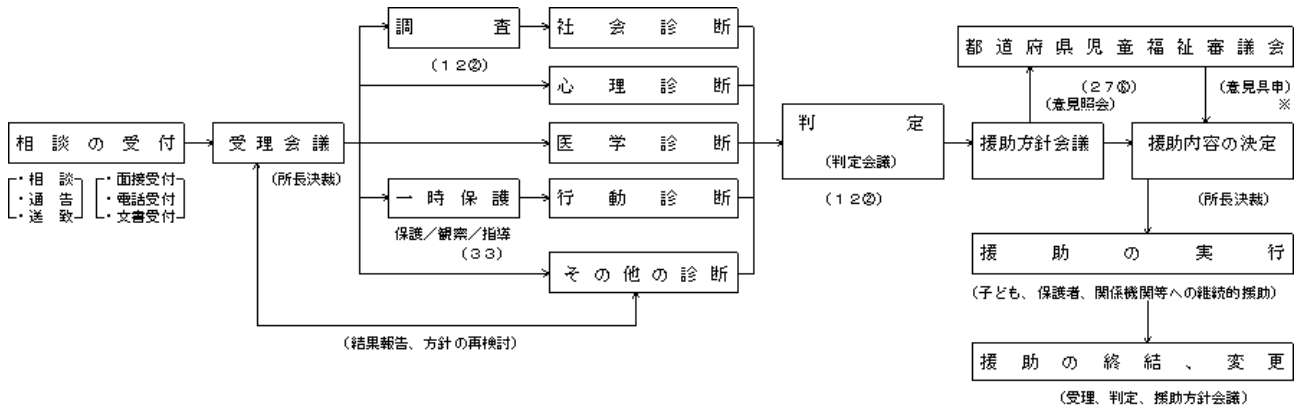 調査
社会診断
都道府県児童福祉審議会
(12②)
(27⑥)
(意見照会)
(意見具申)
※
心理診断
相談の受付
受理会議
医学診断
判定
(判定会議)
援助方針会議
援助内容の決定
・相談
・通告
・送致
・面接受付
・電話受付
・文書受付
(所長決裁)
一時保護
行動診断
(12②)
(所長決裁)
保護/観察/指導
(33)
援助の実行
その他の診断
(子ども、保護者、関係機関等への継続的援助)
(結果報告、方針の再検討)
援助の終結、変更
(受理、判定、援助方針会議)